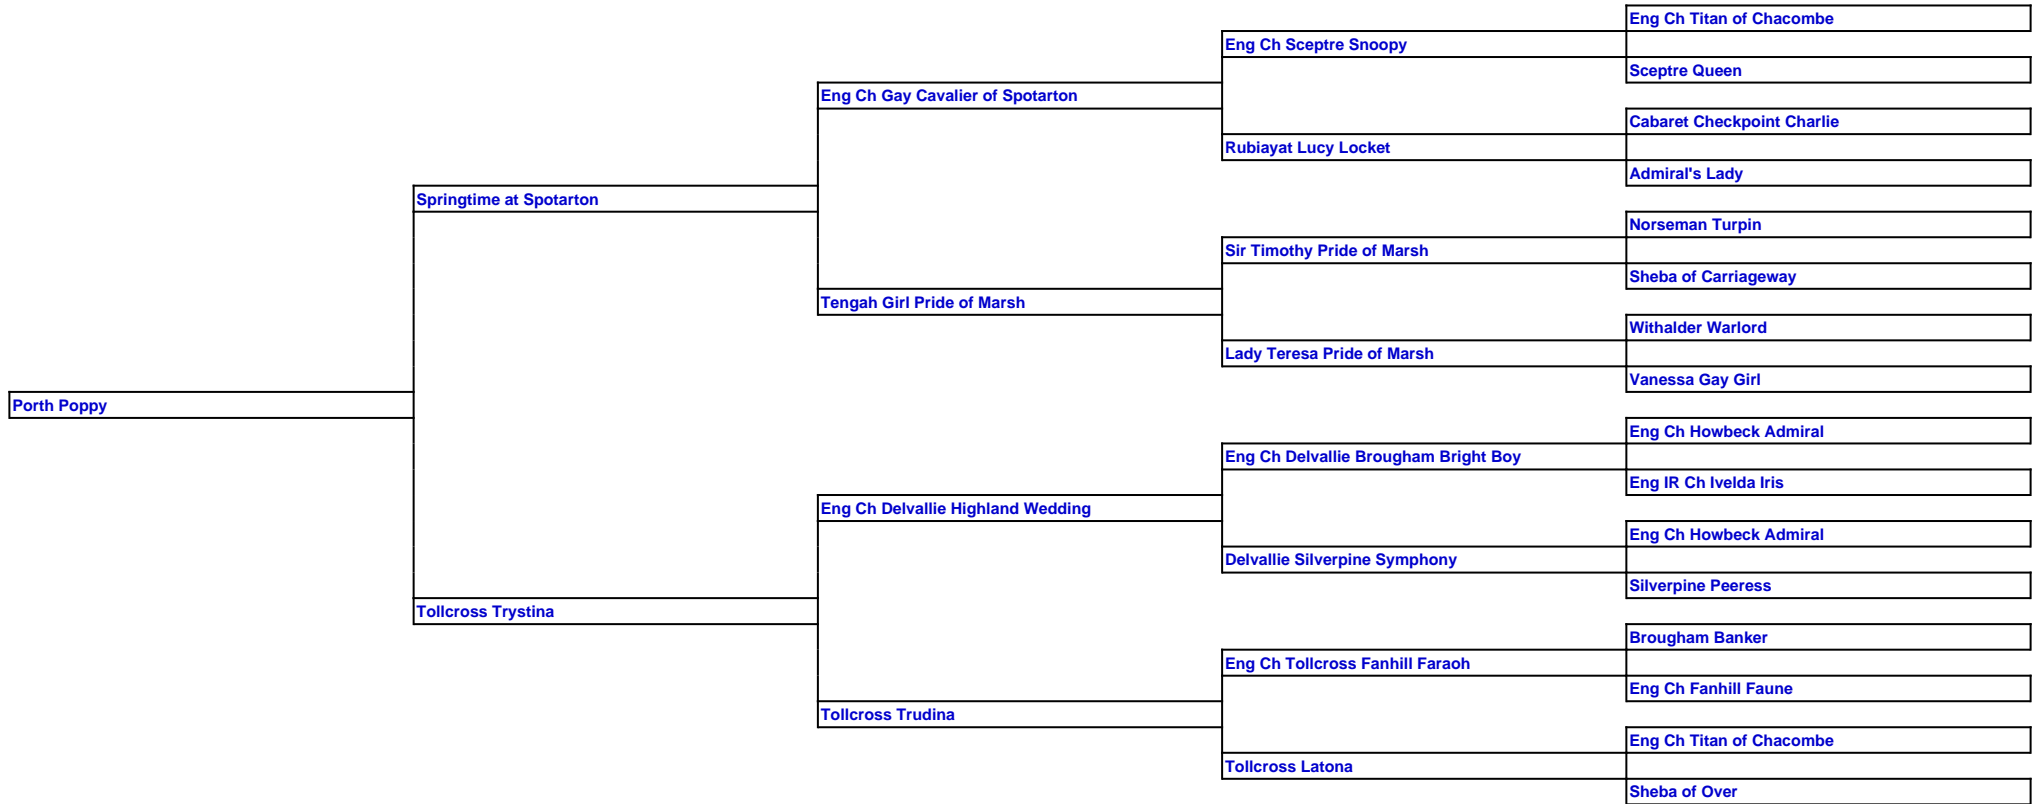 Eng Ch Titan of Chacombe
Eng Ch Sceptre Snoopy
Sceptre Queen
Eng Ch Gay Cavalier of Spotarton
Cabaret Checkpoint Charlie
Rubiayat Lucy Locket
Admiral's Lady
Springtime at Spotarton
Norseman Turpin
Sir Timothy Pride of Marsh
Sheba of Carriageway
Tengah Girl Pride of Marsh
Withalder Warlord
Lady Teresa Pride of Marsh
Vanessa Gay Girl
Porth Poppy
Eng Ch Howbeck Admiral
Eng Ch Delvallie Brougham Bright Boy
Eng IR Ch Ivelda Iris
Eng Ch Delvallie Highland Wedding
Eng Ch Howbeck Admiral
Delvallie Silverpine Symphony
Silverpine Peeress
Tollcross Trystina
Brougham Banker
Eng Ch Tollcross Fanhill Faraoh
Eng Ch Fanhill Faune
Tollcross Trudina
Eng Ch Titan of Chacombe
Tollcross Latona
Sheba of Over